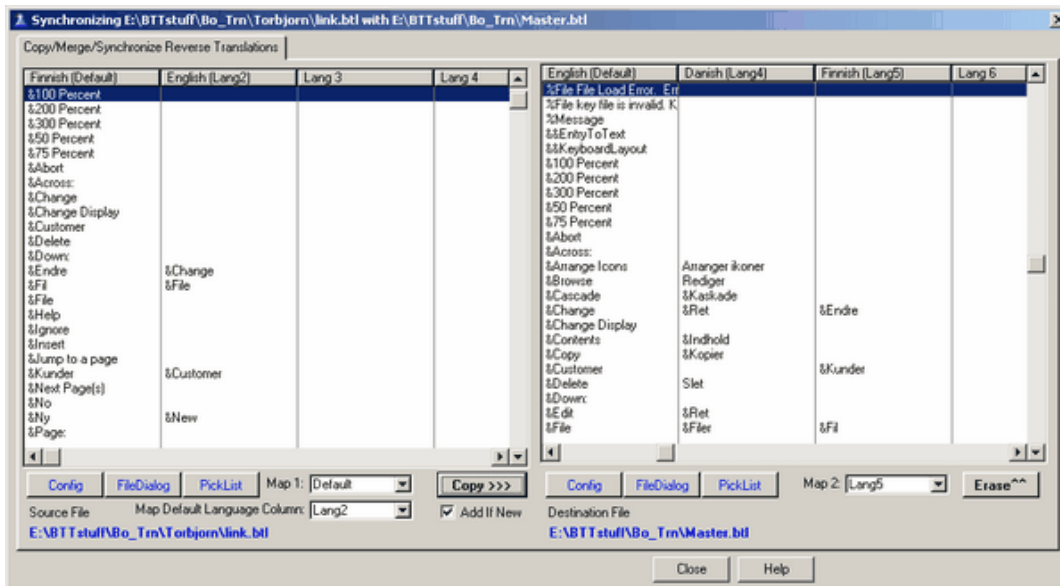 Synchronizing E:\BTTstuff\Bo_Trn\Torbjorn\link.btl with E:\BTTstuff\Bo_Trn\Master.btl
Copy/Merge/Synchronize Reverse Translations
Finnish (Default) English (Lang2) Lang 3 Lang 4
&100 Percent
&200 Percent
&300 Percent
&50 Percent
&75 Percent
&Abort
&Across:
&Change
&Change Display
&Customer
&Delete
&Down:
&Endre &Change
&Fil &File
&File
&Help
&Ignore
&Insert
&Jump to a page
&Kunder &Customer
&Next Page(s)
&No
&Ny &New
&Page:
English (Default) Danish (Lang4) Finnish (Lang5) Lang 6
%File File Load Error. Err
%File key file is invalid. K
%Message
&&EntryToText
&&KeyboardLayout
&100 Percent
&200 Percent
&300 Percent
&50 Percent
&75 Percent
&Abort
&Across:
&Arrange Icons Arranger ikoner
&Browse Rediger
&Cascade &Kaskade
&Change &Ret &Endre
&Change Display
&Contents &Indhold
&Copy &Kopier
&Customer &Kunder
&Delete Slet
&Down:
&Edit &Ret
&File &Filer &Fil
Config FileDialog PickList Map 1: Default Copy >>>
Source File Map Default Language Column: Lang2 Add If New
E:\BTTstuff\Bo_Trn\Torbjorn\link.btl
Config FileDialog PickList Map 2: Lang5 Erase^^
Destination File
E:\BTTstuff\Bo_Trn\Master.btl
Close Help